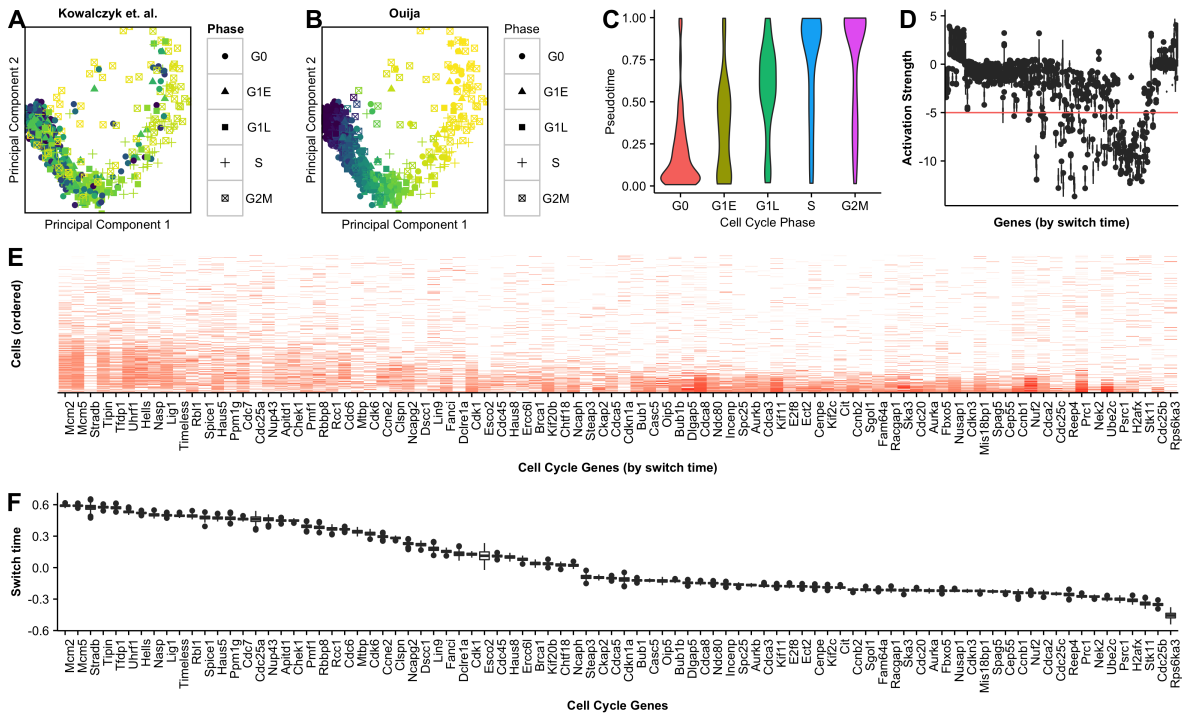 A
Kowalczyk et. al.
Principal Component 2
Principal Component 1
Phase
G0
G1E
G1L
S
G2M
B
Ouija
Principal Component 2
Principal Component 1
Phase
G0
G1E
G1L
S
G2M
C
Pseudotime
1.00
0.75
0.50
0.25
0.00
G0 G1E G1L S G2M
Cell Cycle Phase
D
Activation Strength
5
0
-5
-10
Genes (by switch time)
E
Cells (ordered)
Mcm2
Mcm5
Stradb
Tipin
Tfdp1
Uhrf1
Hells
Nasp
Lig1
Timeless
Rbl1
Spice1
Haus5
Ppm1g
Cdc7
Cdc25a
Nup43
Apitd1
Chek1
Pmf1
Rbbp8
Rcc1
Cdc6
Mtbp
Cdk6
Ccne2
Clspn
Ncapg2
Dscc1
Lin9
Fanci
Dclre1a
Cdk1
Esco2
Cdc45
Haus8
Ercc6l
Brca1
Kif20b
Chtf18
Ncaph
Steap3
Ckap2
Cdca5
Cdkn1a
Bub1
Casc5
Oip5
Bub1b
Dlgap5
Cdca8
Ndc80
Incenp
Spc25
Aurkb
Cdca3
Kif11
E2f8
Ect2
Cenpe
Kif2c
Cit
Ccnb2
Sgol1
Fam64a
Racgap1
Ska3
Cdc20
Aurka
Fbxo5
Nusap1
Cdkn3
Mis18bp1
Spag5
Cep55
Ccnb1
Nuf2
Cdca2
Cdc25c
Reep4
Prc1
Nek2
Ube2c
Psrc1
H2afx
Stk11
Cdc25b
Rps6ka3
Cell Cycle Genes (by switch time)
F
Switch time
0.6
0.3
0.0
-0.3
-0.6
Mcm2
Mcm5
Stradb
Tipin
Tfdp1
Uhrf1
Hells
Nasp
Lig1
Timeless
Rbl1
Spice1
Haus5
Ppm1g
Cdc7
Cdc25a
Nup43
Apitd1
Chek1
Pmf1
Rbbp8
Rcc1
Cdc6
Mtbp
Cdk6
Ccne2
Clspn
Ncapg2
Dscc1
Lin9
Fanci
Dclre1a
Cdk1
Esco2
Cdc45
Haus8
Ercc6l
Brca1
Kif20b
Chtf18
Ncaph
Steap3
Ckap2
Cdca5
Cdkn1a
Bub1
Casc5
Oip5
Bub1b
Dlgap5
Cdca8
Ndc80
Incenp
Spc25
Aurkb
Cdca3
Kif11
E2f8
Ect2
Cenpe
Kif2c
Cit
Ccnb2
Sgol1
Fam64a
Racgap1
Ska3
Cdc20
Aurka
Fbxo5
Nusap1
Cdkn3
Mis18bp1
Spag5
Cep55
Ccnb1
Nuf2
Cdca2
Cdc25c
Reep4
Prc1
Nek2
Ube2c
Psrc1
H2afx
Stk11
Cdc25b
Rps6ka3
Cell Cycle Genes